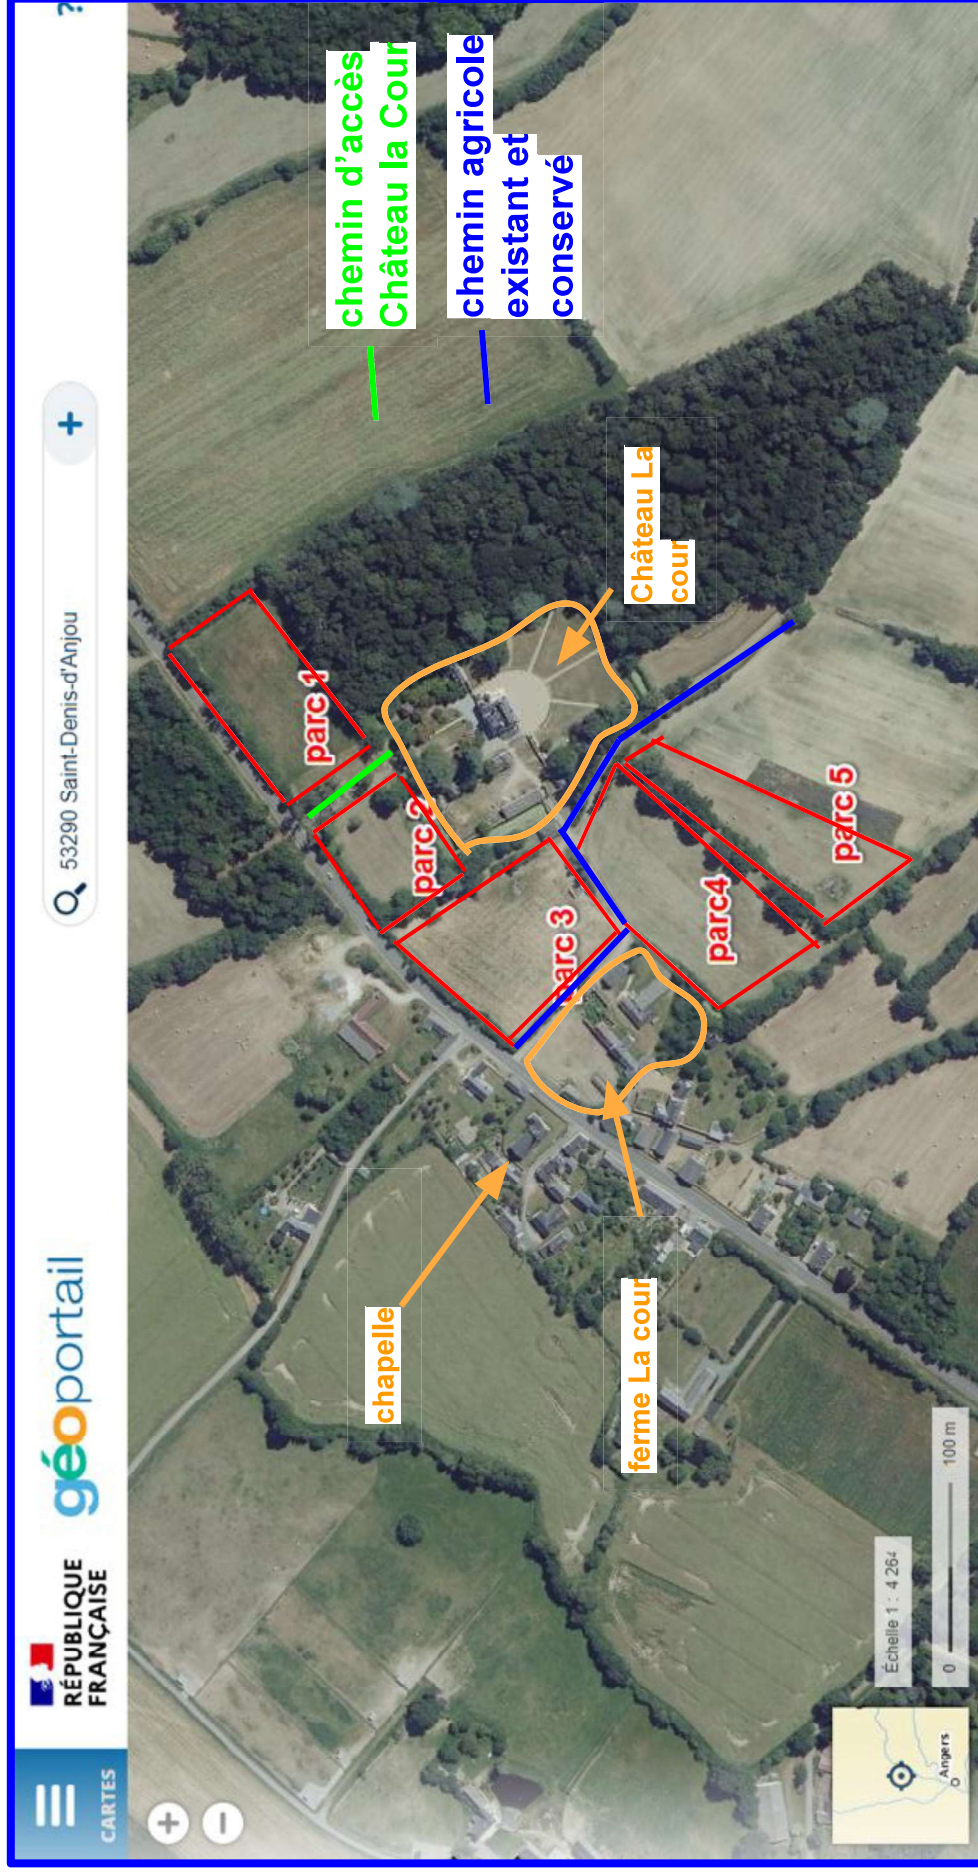 CARTES
RÉPUBLIQUE
FRANÇAISE
géoportail
53290 Saint-Denis-d'Anjou
+
?
+
−
chemin d'accès
Château la Cour
chemin agricole
existant et
conservé
parc 1
parc 2
parc 3
parc4
parc 5
Château La
cour
chapelle
ferme La cour
Échelle 1 : 4 264
0 100 m
Angers